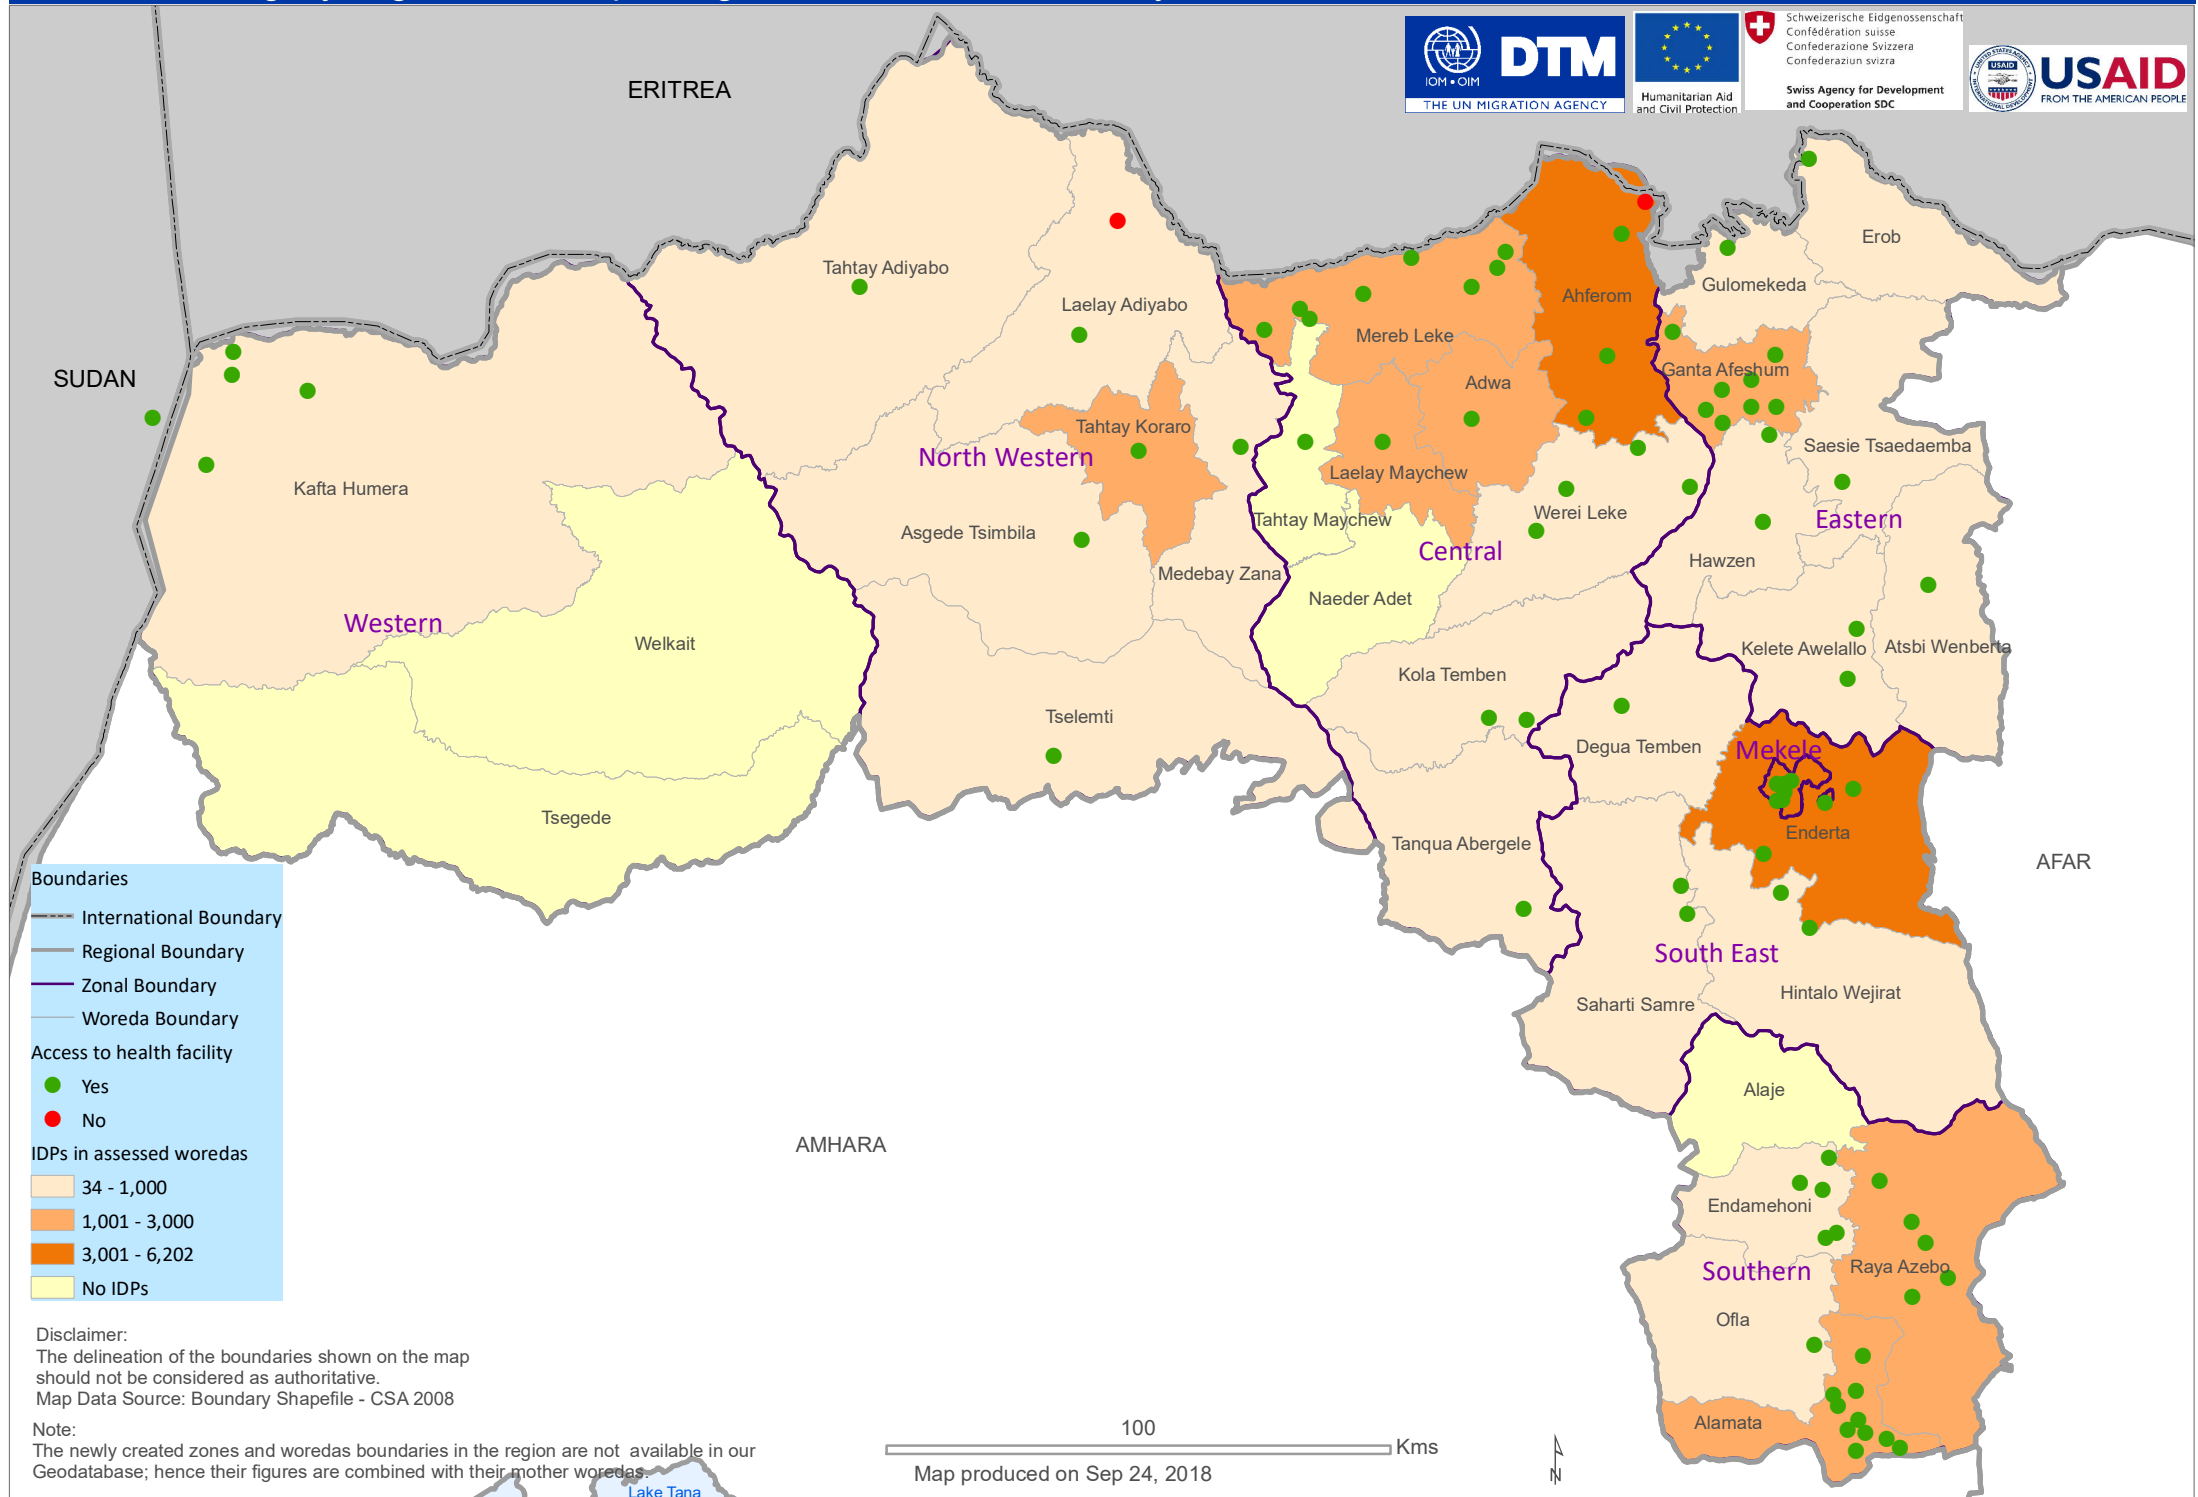 ERITREA
IOM • OIM
DTM
THE UN MIGRATION AGENCY
Humanitarian Aid
and Civil Protection
Schweizerische Eidgenossenschaft
Confédération suisse
Confederazione Svizzera
Confederaziun svizra
Swiss Agency for Development
and Cooperation SDC
USAID
USAID
FROM THE AMERICAN PEOPLE
Erob
Tahtay Adiyabo
Gulomekeda
Laelay Adiyabo
Ahferom
Mereb Leke
SUDAN
Ganta Afeshum
Adwa
Tahtay Koraro
Saesie Tsaedaemba
North Western
Laelay Maychew
Kafta Humera
Werei Leke
Tahtay Maychew
Eastern
Asgede Tsimbila
Central
Hawzen
Medebay Zana
Naeder Adet
Western
Welkait
Kelete Awelallo
Atsbi Wenberta
Kola Temben
Tselemti
Degua Temben
Mekele
Tsegede
Enderta
Tanqua Abergele
AFAR
South East
Hintalo Wejirat
Saharti Samre
Alaje
AMHARA
Endamehoni
Raya Azebo
Southern
Ofla
Alamata
Boundaries
International Boundary
Regional Boundary
Zonal Boundary
Woreda Boundary
Access to health facility
Yes
No
IDPs in assessed woredas
34 - 1,000
1,001 - 3,000
3,001 - 6,202
No IDPs
Disclaimer:
The delineation of the boundaries shown on the map
should not be considered as authoritative.
Map Data Source: Boundary Shapefile - CSA 2008
Note:
The newly created zones and woredas boundaries in the region are not available in our
Geodatabase; hence their figures are combined with their mother woredas.
Lake Tana
100
Kms
Map produced on Sep 24, 2018
N